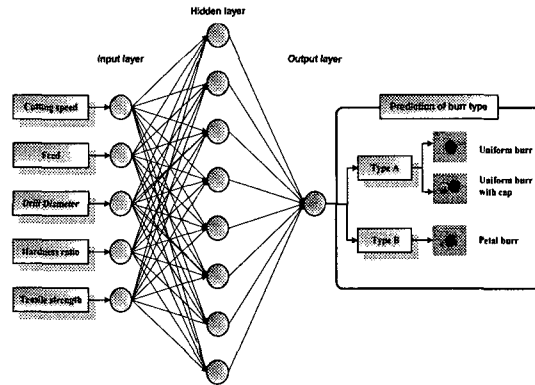 Hidden layer
Input layer
Output layer
Cutting speed
Feed
Drill Diameter
Hardness ratio
Tensile strength
Prediction of burr type
Type A
Type B
Uniform burr
Uniform burr
with cap
Petal burr